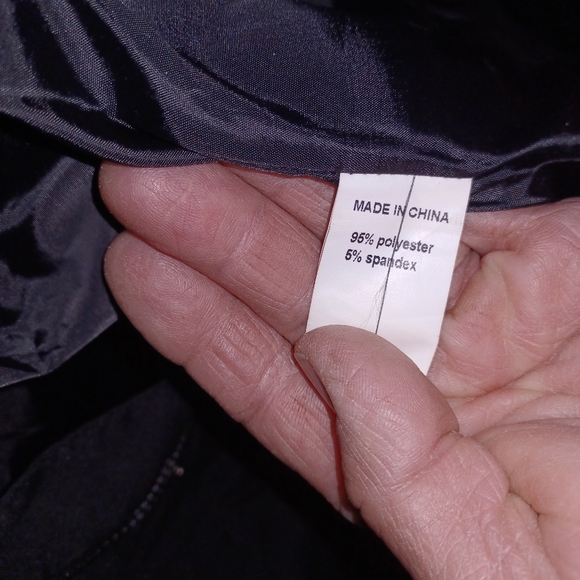 MADE IN CHINA
95% polyester
5% spandex